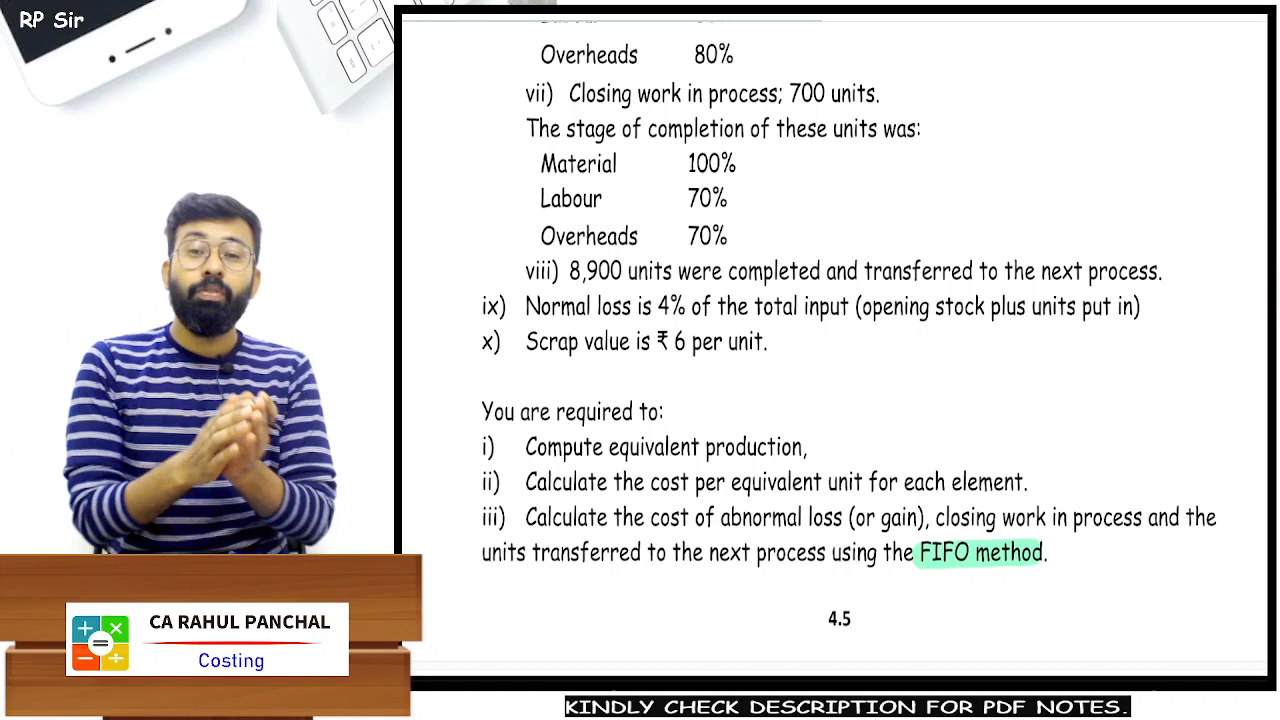 RP Sir
Overheads 80%
vii) Closing work in process; 700 units.
The stage of completion of these units was:
Material 100%
Labour 70%
Overheads 70%
viii) 8,900 units were completed and transferred to the next process.
ix) Normal loss is 4% of the total input (opening stock plus units put in)
x) Scrap value is ₹ 6 per unit.
You are required to:
i) Compute equivalent production,
ii) Calculate the cost per equivalent unit for each element.
iii) Calculate the cost of abnormal loss (or gain), closing work in process and the
units transferred to the next process using the FIFO method.
4.5
CA RAHUL PANCHAL
Costing
KINDLY CHECK DESCRIPTION FOR PDF NOTES.